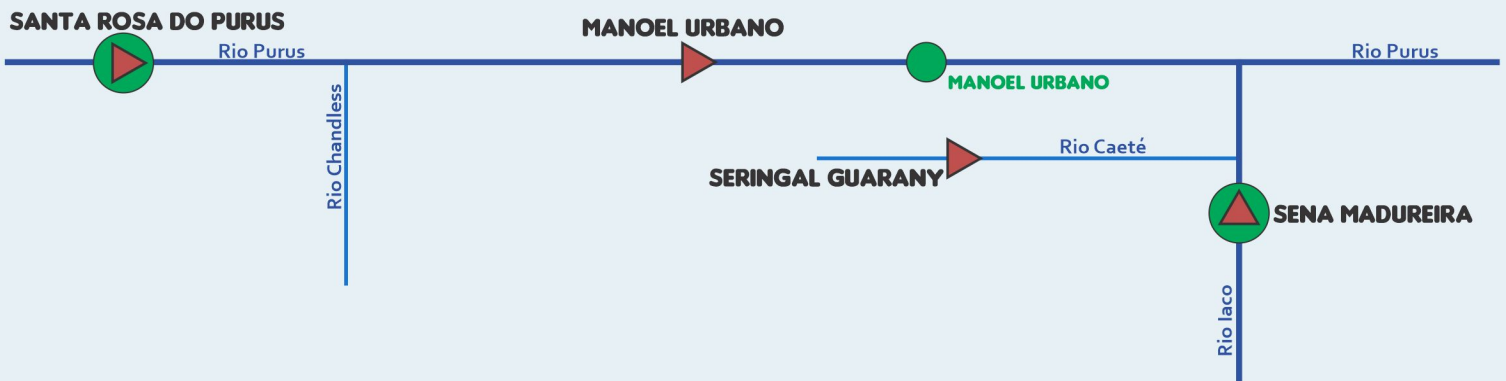 SANTA ROSA DO PURUS
MANOEL URBANO
Rio Purus
Rio Purus
MANOEL URBANO
Rio Chandless
Rio Caeté
SERINGAL GUARANY
SENA MADUREIRA
Rio Iaco